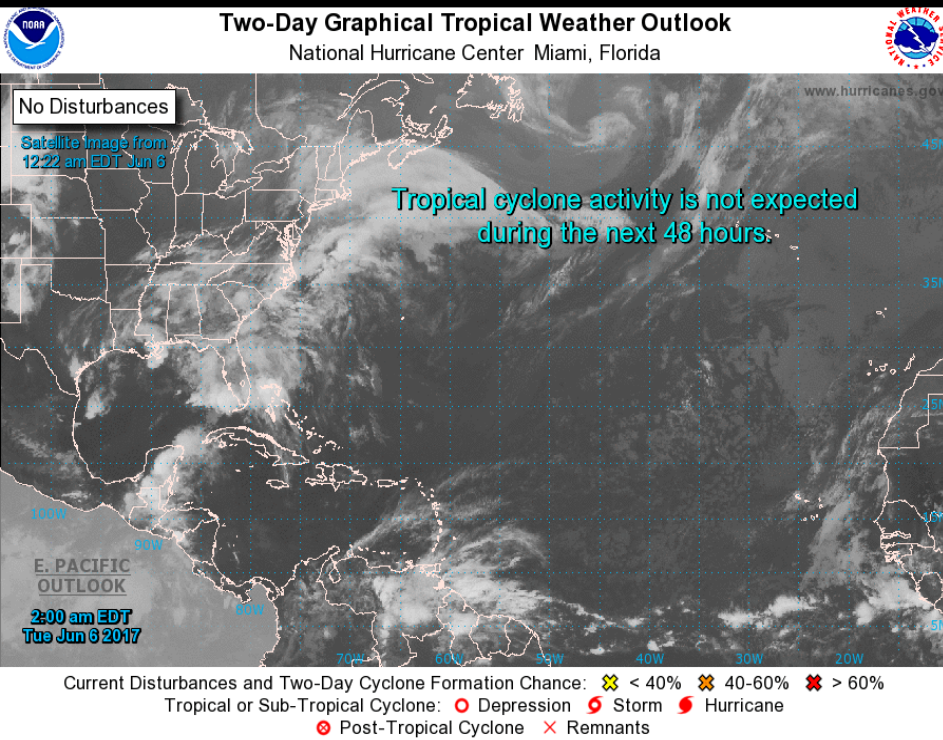 Two-Day Graphical Tropical Weather Outlook
National Hurricane Center Miami, Florida
NOAA
No Disturbances
www.hurricanes.gov
Satellite Image from
12:22 am EDT Jun 6
45N
Tropical cyclone activity is not expected
during the next 48 hours.
35N
25N
15N
100W
90W
E. PACIFIC
OUTLOOK
80W
2:00 am EDT
Tue Jun 6 2017
5N
70W 60W 50W 40W 30W 20W
Current Disturbances and Two-Day Cyclone Formation Chance: < 40% 40-60% > 60%
Tropical or Sub-Tropical Cyclone: Depression Storm Hurricane
Post-Tropical Cyclone Remnants